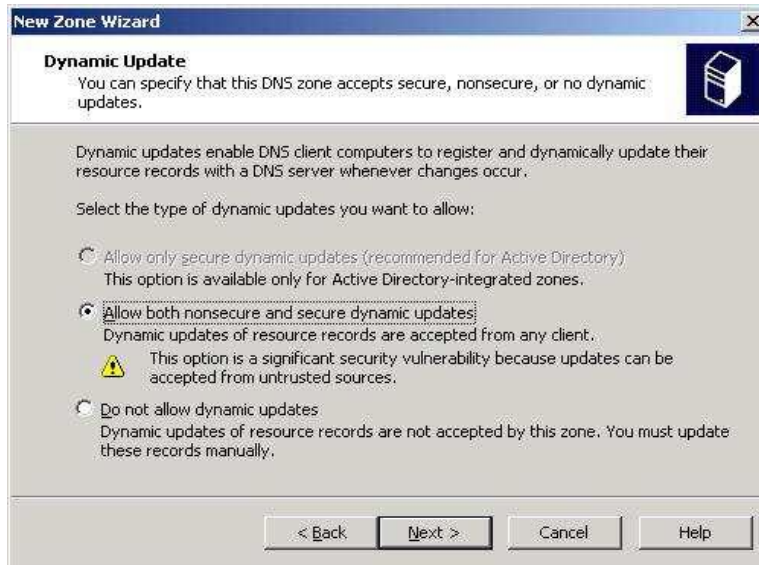 New Zone Wizard
Dynamic Update
You can specify that this DNS zone accepts secure, nonsecure, or no dynamic
updates.
Dynamic updates enable DNS client computers to register and dynamically update their
resource records with a DNS server whenever changes occur.
Select the type of dynamic updates you want to allow:
Allow only secure dynamic updates (recommended for Active Directory)
This option is available only for Active Directory-integrated zones.
Allow both nonsecure and secure dynamic updates
Dynamic updates of resource records are accepted from any client.
This option is a significant security vulnerability because updates can be
accepted from untrusted sources.
Do not allow dynamic updates
Dynamic updates of resource records are not accepted by this zone. You must update
these records manually.
< Back Next > Cancel Help